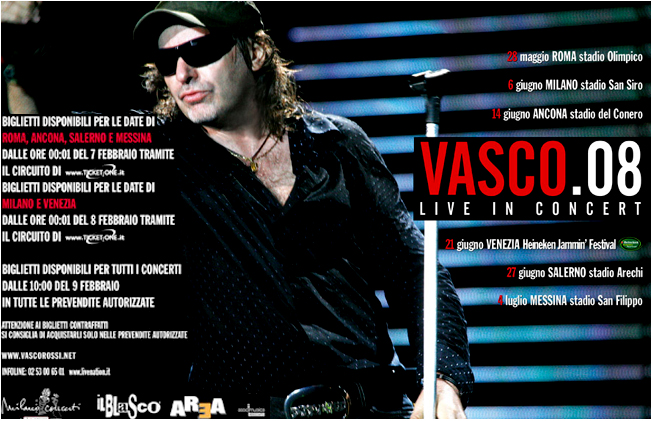 BIGLIETTI DISPONIBILI PER LE DATE DI
ROMA, ANCONA, SALERNO E MESSINA
DALLE ORE 00:01 DEL 7 FEBBRAIO TRAMITE
IL CIRCUITO DI www.TICKETONE.it
BIGLIETTI DISPONIBILI PER LE DATE DI
MILANO E VENEZIA
DALLE ORE 00:01 DEL 8 FEBBRAIO TRAMITE
IL CIRCUITO DI www.TICKETONE.it
BIGLIETTI DISPONIBILI PER TUTTI I CONCERTI
DALLE 10:00 DEL 9 FEBBRAIO
IN TUTTE LE PREVENDITE AUTORIZZATE
ATTENZIONE AI BIGLIETTI CONTRAFFATTI
SI CONSIGLIA DI ACQUISTARLI SOLO NELLE PREVENDITE AUTORIZZATE
WWW.VASCOROSSI.NET
INFOLINE: 02 53 00 65 01 www.livenation.it
Milano concerti
ILBLASCO
AREA
28 maggio ROMA stadio Olimpico
6 giugno MILANO stadio San Siro
14 giugno ANCONA stadio del Conero
VASCO.08
LIVE IN CONCERT
21 giugno VENEZIA Heineken Jammin' Festival
27 giugno SALERNO stadio Arechi
4 luglio MESSINA stadio San Filippo